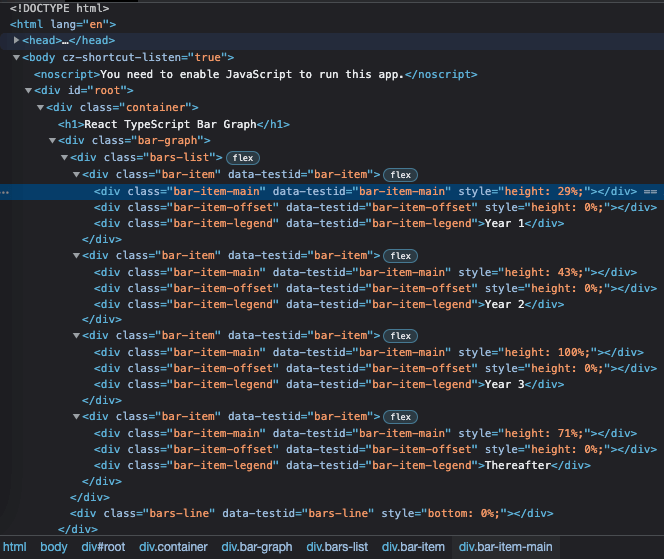 <!DOCTYPE html>
<html lang="en">
<head>…</head>
<body cz-shortcut-listen="true">
<noscript>You need to enable JavaScript to run this app.</noscript>
<div id="root">
<div class="container">
<h1>React TypeScript Bar Graph</h1>
<div class="bar-graph">
<div class="bars-list"> flex
<div class="bar-item" data-testid="bar-item"> flex
… <div class="bar-item-main" data-testid="bar-item-main" style="height: 29%;"></div> ==
<div class="bar-item-offset" data-testid="bar-item-offset" style="height: 0%;"></div>
<div class="bar-item-legend" data-testid="bar-item-legend">Year 1</div>
</div>
<div class="bar-item" data-testid="bar-item"> flex
<div class="bar-item-main" data-testid="bar-item-main" style="height: 43%;"></div>
<div class="bar-item-offset" data-testid="bar-item-offset" style="height: 0%;"></div>
<div class="bar-item-legend" data-testid="bar-item-legend">Year 2</div>
</div>
<div class="bar-item" data-testid="bar-item"> flex
<div class="bar-item-main" data-testid="bar-item-main" style="height: 100%;"></div>
<div class="bar-item-offset" data-testid="bar-item-offset" style="height: 0%;"></div>
<div class="bar-item-legend" data-testid="bar-item-legend">Year 3</div>
</div>
<div class="bar-item" data-testid="bar-item"> flex
<div class="bar-item-main" data-testid="bar-item-main" style="height: 71%;"></div>
<div class="bar-item-offset" data-testid="bar-item-offset" style="height: 0%;"></div>
<div class="bar-item-legend" data-testid="bar-item-legend">Thereafter</div>
</div>
</div>
<div class="bars-line" data-testid="bars-line" style="bottom: 0%;"></div>
</div>
html body div#root div.container div.bar-graph div.bars-list div.bar-item div.bar-item-main